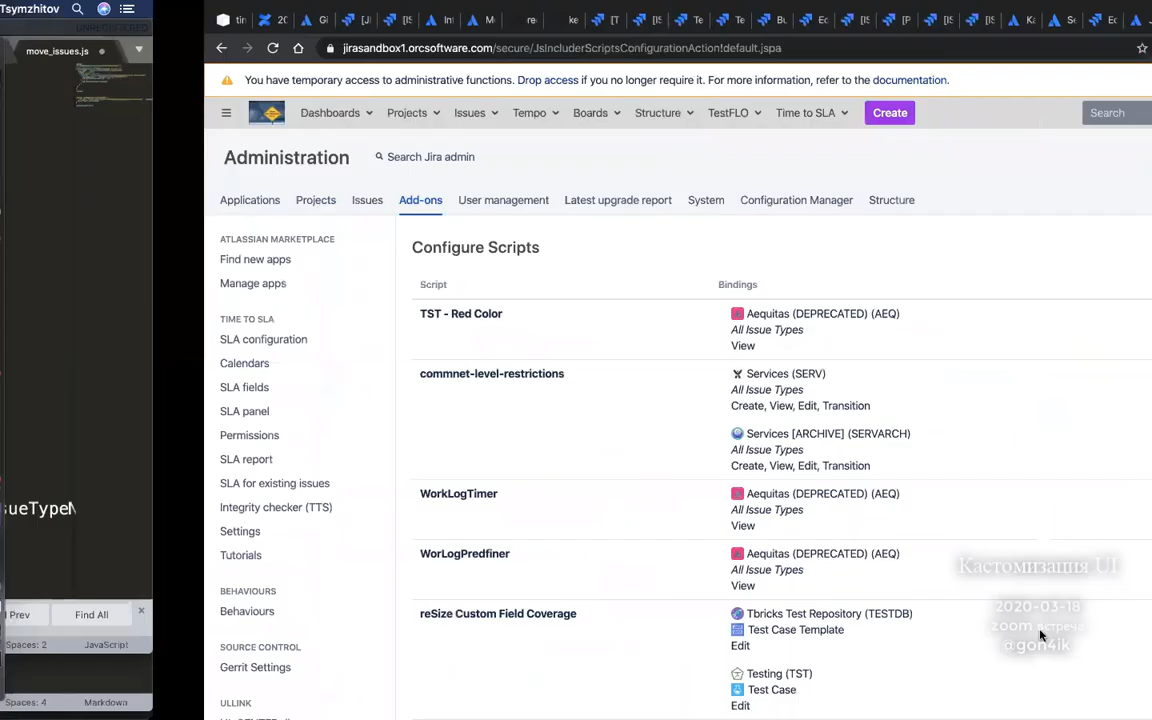 Tsymzhitov
UNREGISTERED
move_issues.js
sueTypeN
Prev
Find All
Spaces: 2
JavaScript
Spaces: 4
Markdown
jirasandbox1.orcsoftware.com/secure/JsIncluderScriptsConfigurationAction!default.jspa
You have temporary access to administrative functions. Drop access if you no longer require it. For more information, refer to the documentation.
Dashboards
Projects
Issues
Tempo
Boards
Structure
TestFLO
Time to SLA
Create
Search
Administration
Search Jira admin
Applications
Projects
Issues
Add-ons
User management
Latest upgrade report
System
Configuration Manager
Structure
ATLASSIAN MARKETPLACE
Find new apps
Manage apps
TIME TO SLA
SLA configuration
Calendars
SLA fields
SLA panel
Permissions
SLA report
SLA for existing issues
Integrity checker (TTS)
Settings
Tutorials
BEHAVIOURS
Behaviours
SOURCE CONTROL
Gerrit Settings
ULLINK
Configure Scripts
Script
Bindings
TST - Red Color
Aequitas (DEPRECATED) (AEQ)
All Issue Types
View
commnet-level-restrictions
Services (SERV)
All Issue Types
Create, View, Edit, Transition
Services [ARCHIVE] (SERVARCH)
All Issue Types
Create, View, Edit, Transition
WorkLogTimer
Aequitas (DEPRECATED) (AEQ)
All Issue Types
View
WorLogPredfiner
Aequitas (DEPRECATED) (AEQ)
All Issue Types
View
reSize Custom Field Coverage
Tbricks Test Repository (TESTDB)
Test Case Template
Edit
Testing (TST)
Test Case
Edit
Кастомизация UI
2020-03-18
zoom встреча
@gon4ik